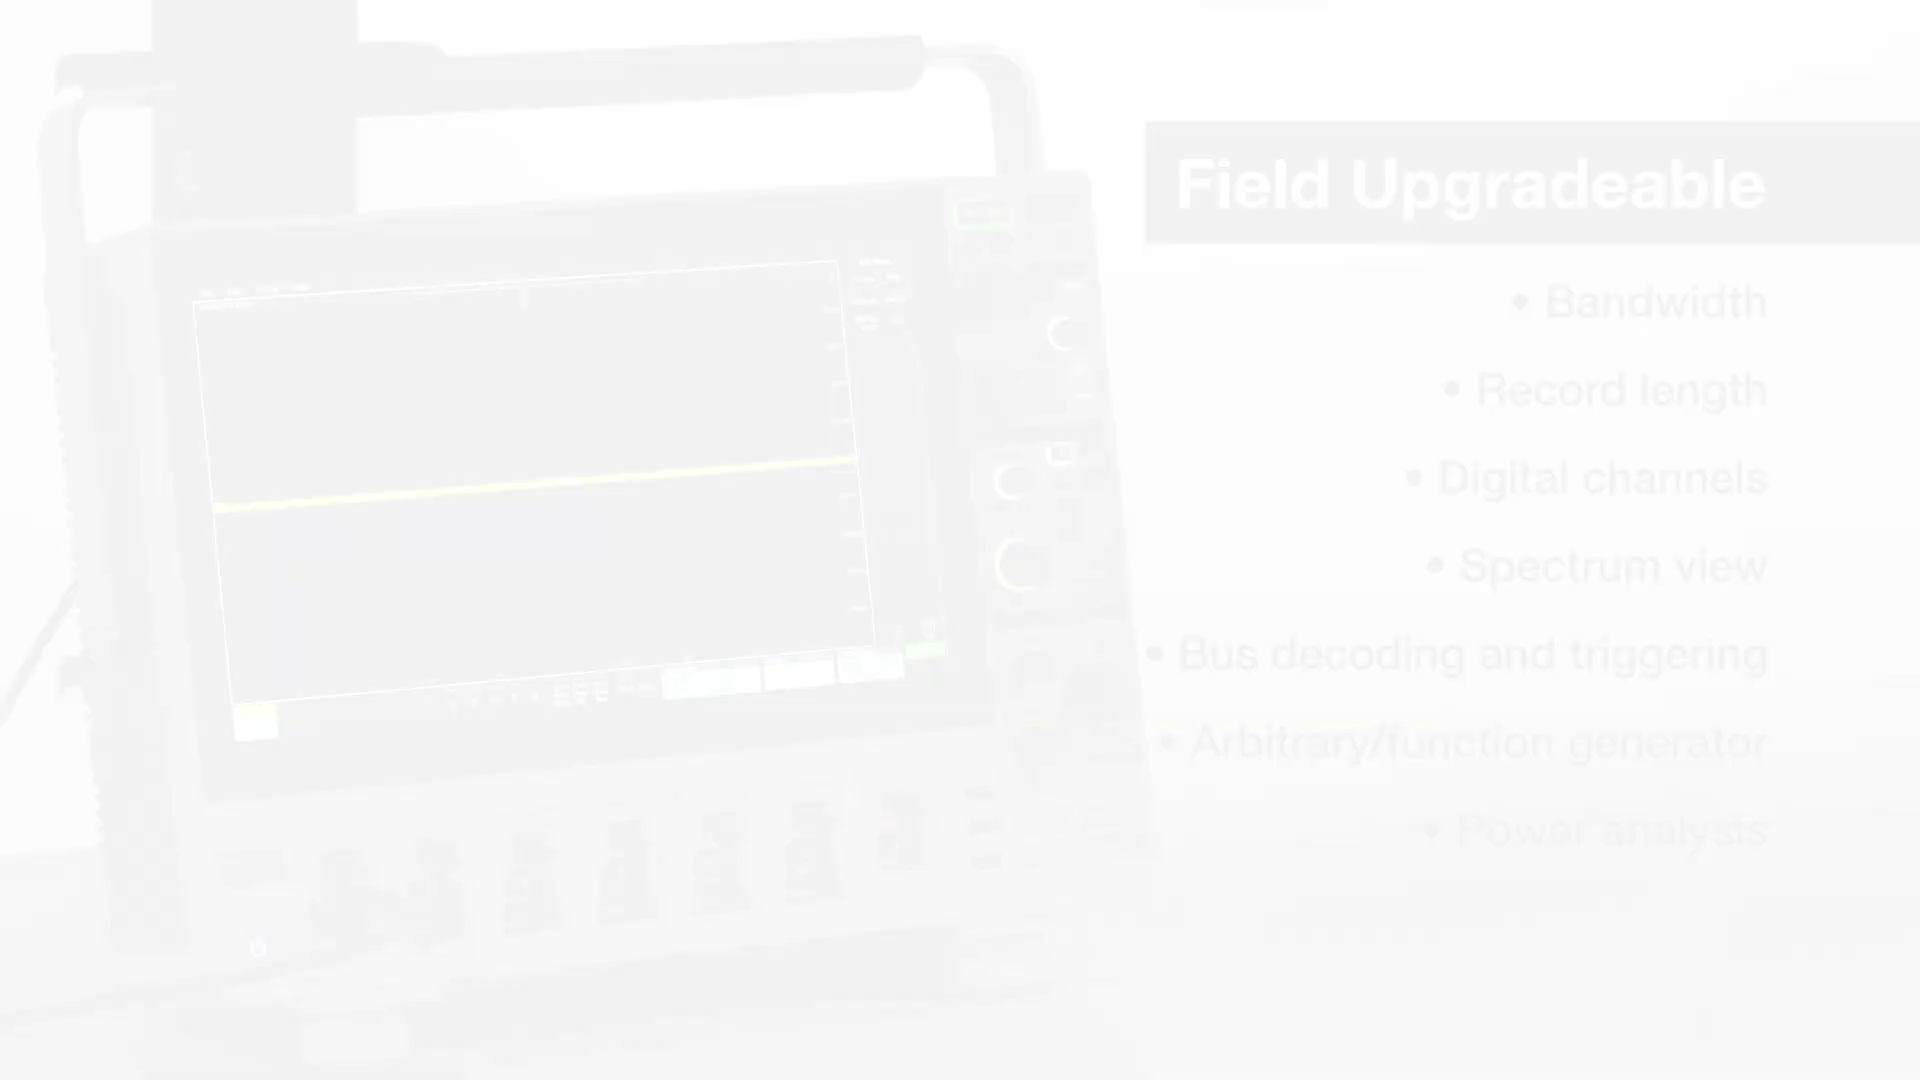 Field Upgradeable
• Bandwidth
• Record length
• Digital channels
• Spectrum view
• Bus decoding and triggering
• Arbitrary/function generator
• Power analysis